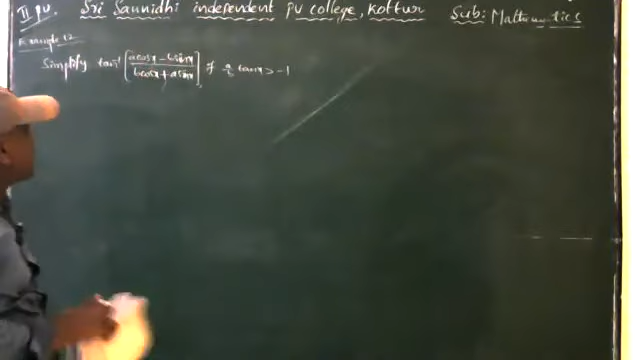 II PU. Sri Sannidhi independent PU college, Kottur Sub: Mathematics
Example 12
Simplify tan⁻¹ [acosx - bsinx / bcosx + asinx], if a/b tanx > -1